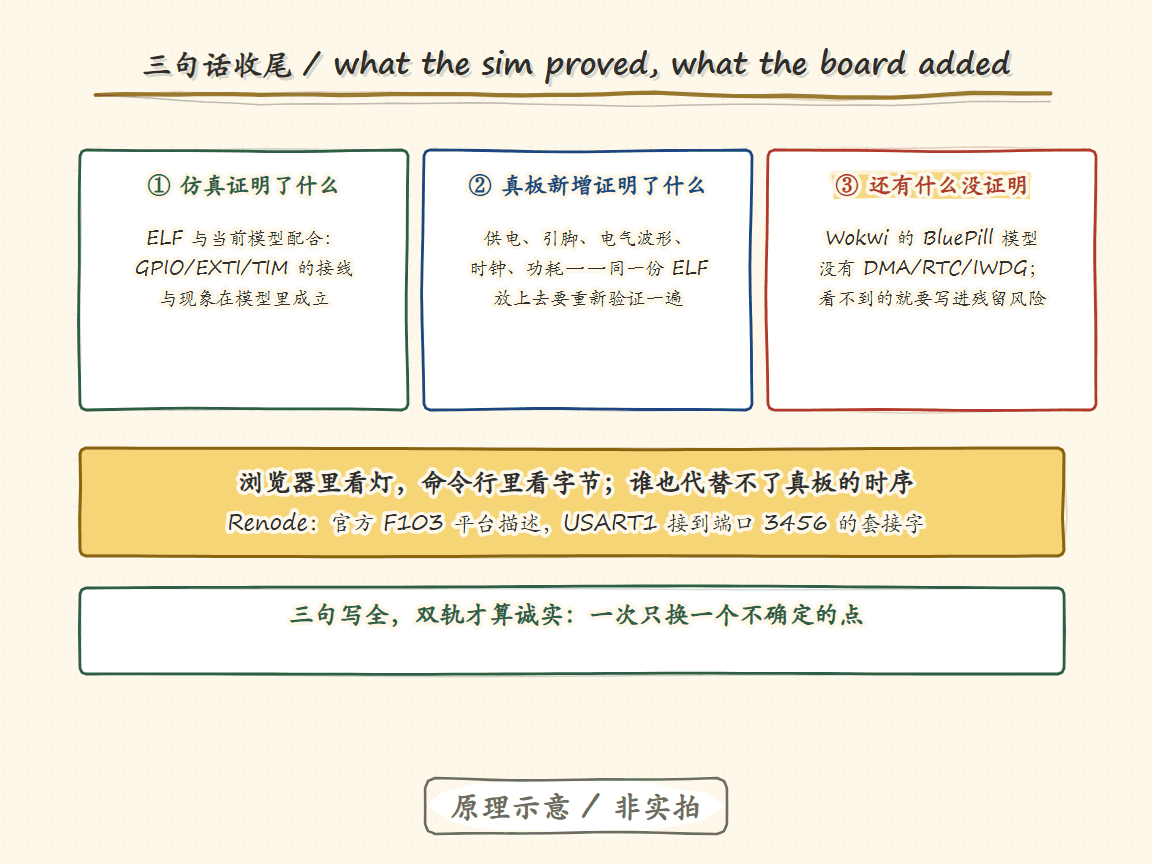 三句话收尾 / what the sim proved, what the board added
① 仿真证明了什么
ELF 与当前模型配合：
GPIO/EXTI/TIM 的接线
与现象在模型里成立
② 真板新增证明了什么
供电、引脚、电气波形、
时钟、功耗——同一份 ELF
放上去要重新验证一遍
③ 还有什么没证明
Wokwi 的 BluePill 模型
没有 DMA/RTC/IWDG；
看不到的就要写进残留风险
浏览器里看灯，命令行里看字节；谁也代替不了真板的时序
Renode：官方 F103 平台描述，USART1 接到端口 3456 的套接字
三句写全，双轨才算诚实：一次只换一个不确定的点
原理示意 / 非实拍